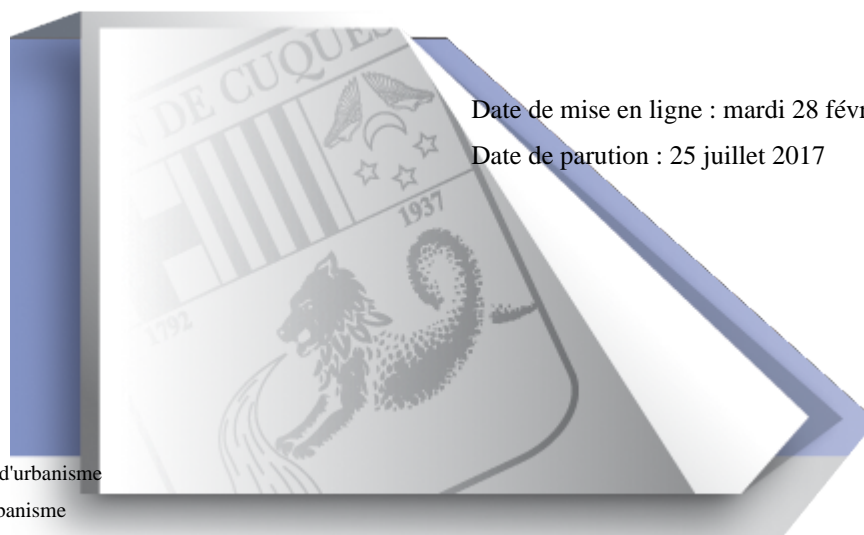 N DE CUQUES
Date de mise en ligne : mardi 28 févr
Date de parution : 25 juillet 2017
1937
1792
d'urbanisme
banisme